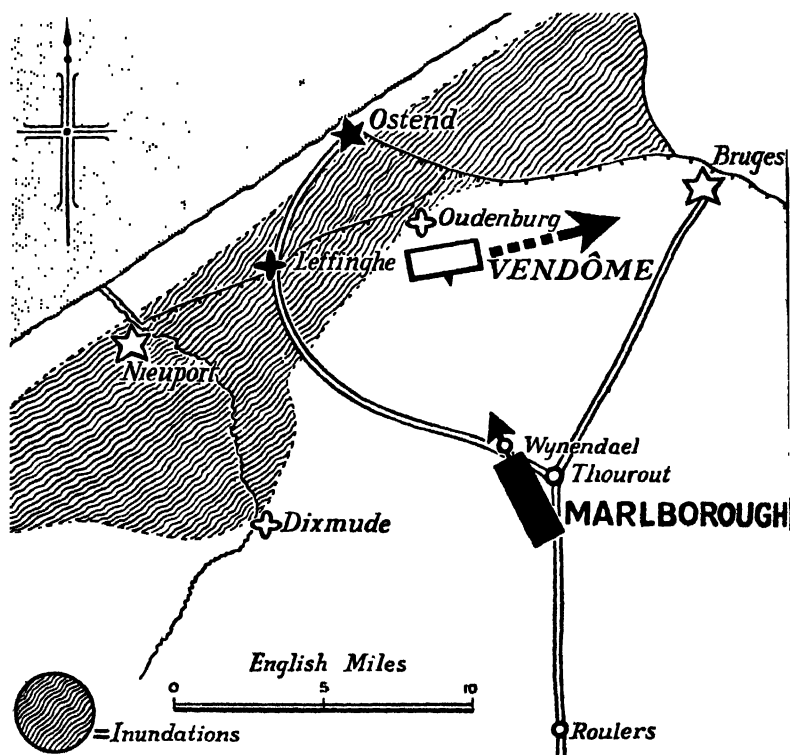 Ostend
Bruges
Oudenburg
Leffinghe
VENDÔME
Nieuport
Wynendael
Thourout
MARLBOROUGH
Dixmude
English Miles
0 5 10
=Inundations
Roulers